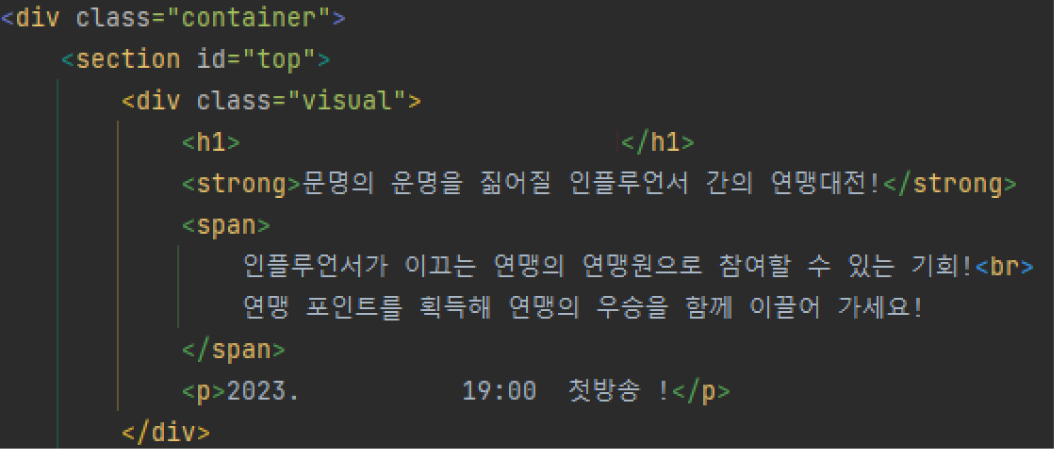 <div class="container">
<section id="top">
<div class="visual">
<h1> </h1>
<strong>문명의 운명을 짊어질 인플루언서 간의 연맹대전!</strong>
<span>
인플루언서가 이끄는 연맹의 연맹원으로 참여할 수 있는 기회!<br>
연맹 포인트를 획득해 연맹의 우승을 함께 이끌어 가세요!
</span>
<p>2023. 19:00 첫방송 !</p>
</div>